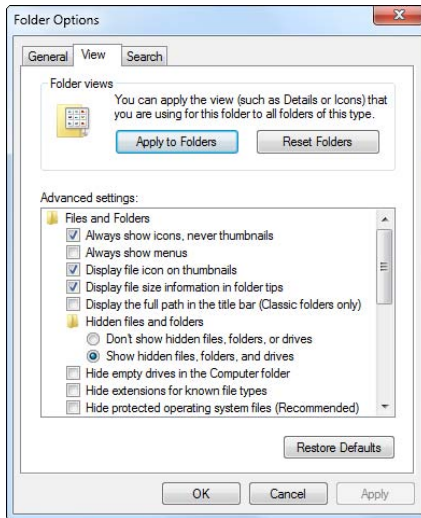 Folder Options
General View Search
Folder views
You can apply the view (such as Details or Icons) that
you are using for this folder to all folders of this type.
Apply to Folders Reset Folders
Advanced settings:
Files and Folders
Always show icons, never thumbnails
Always show menus
Display file icon on thumbnails
Display file size information in folder tips
Display the full path in the title bar (Classic folders only)
Hidden files and folders
Don't show hidden files, folders, or drives
Show hidden files, folders, and drives
Hide empty drives in the Computer folder
Hide extensions for known file types
Hide protected operating system files (Recommended)
Restore Defaults
OK Cancel Apply